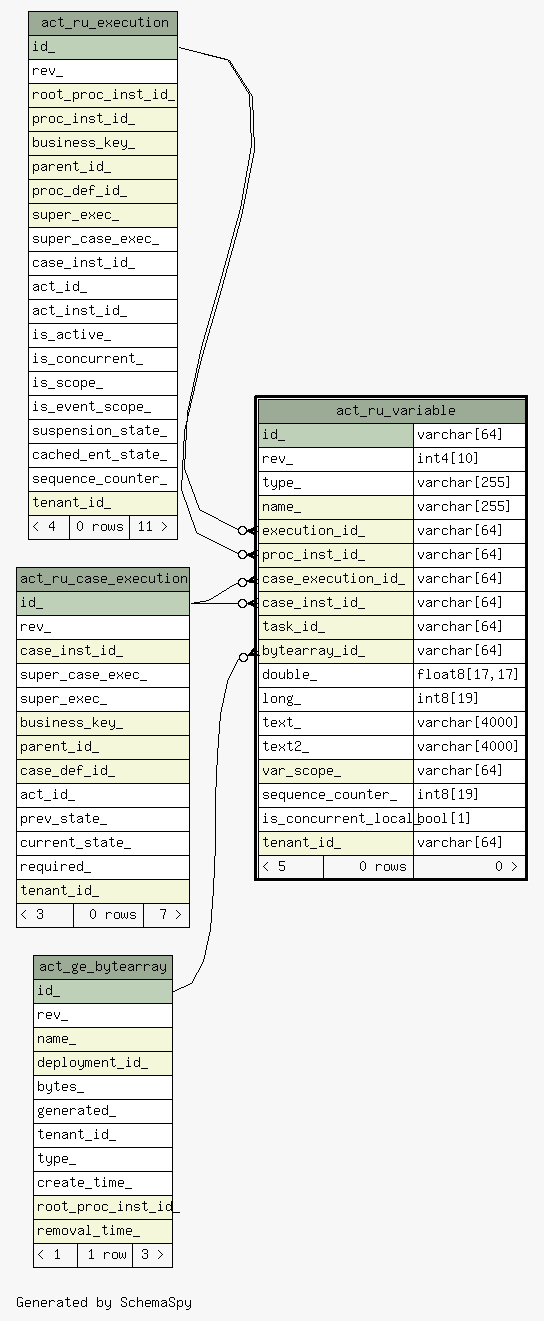 act_ru_execution
id_
rev_
root_proc_inst_id_
proc_inst_id_
business_key_
parent_id_
proc_def_id_
super_exec_
super_case_exec_
case_inst_id_
act_id_
act_inst_id_
is_active_
is_concurrent_
is_scope_
is_event_scope_
suspension_state_
cached_ent_state_
sequence_counter_
tenant_id_
< 4 0 rows 11 >
act_ru_variable
id_ varchar[64]
rev_ int4[10]
type_ varchar[255]
name_ varchar[255]
execution_id_ varchar[64]
proc_inst_id_ varchar[64]
case_execution_id_ varchar[64]
case_inst_id_ varchar[64]
task_id_ varchar[64]
bytearray_id_ varchar[64]
double_ float8[17,17]
long_ int8[19]
text_ varchar[4000]
text2_ varchar[4000]
var_scope_ varchar[64]
sequence_counter_ int8[19]
is_concurrent_local_ bool[1]
tenant_id_ varchar[64]
< 5 0 rows 0 >
act_ru_case_execution
id_
rev_
case_inst_id_
super_case_exec_
super_exec_
business_key_
parent_id_
case_def_id_
act_id_
prev_state_
current_state_
required_
tenant_id_
< 3 0 rows 7 >
act_ge_bytearray
id_
rev_
name_
deployment_id_
bytes_
generated_
tenant_id_
type_
create_time_
root_proc_inst_id_
removal_time_
< 1 1 row 3 >
Generated by SchemaSpy